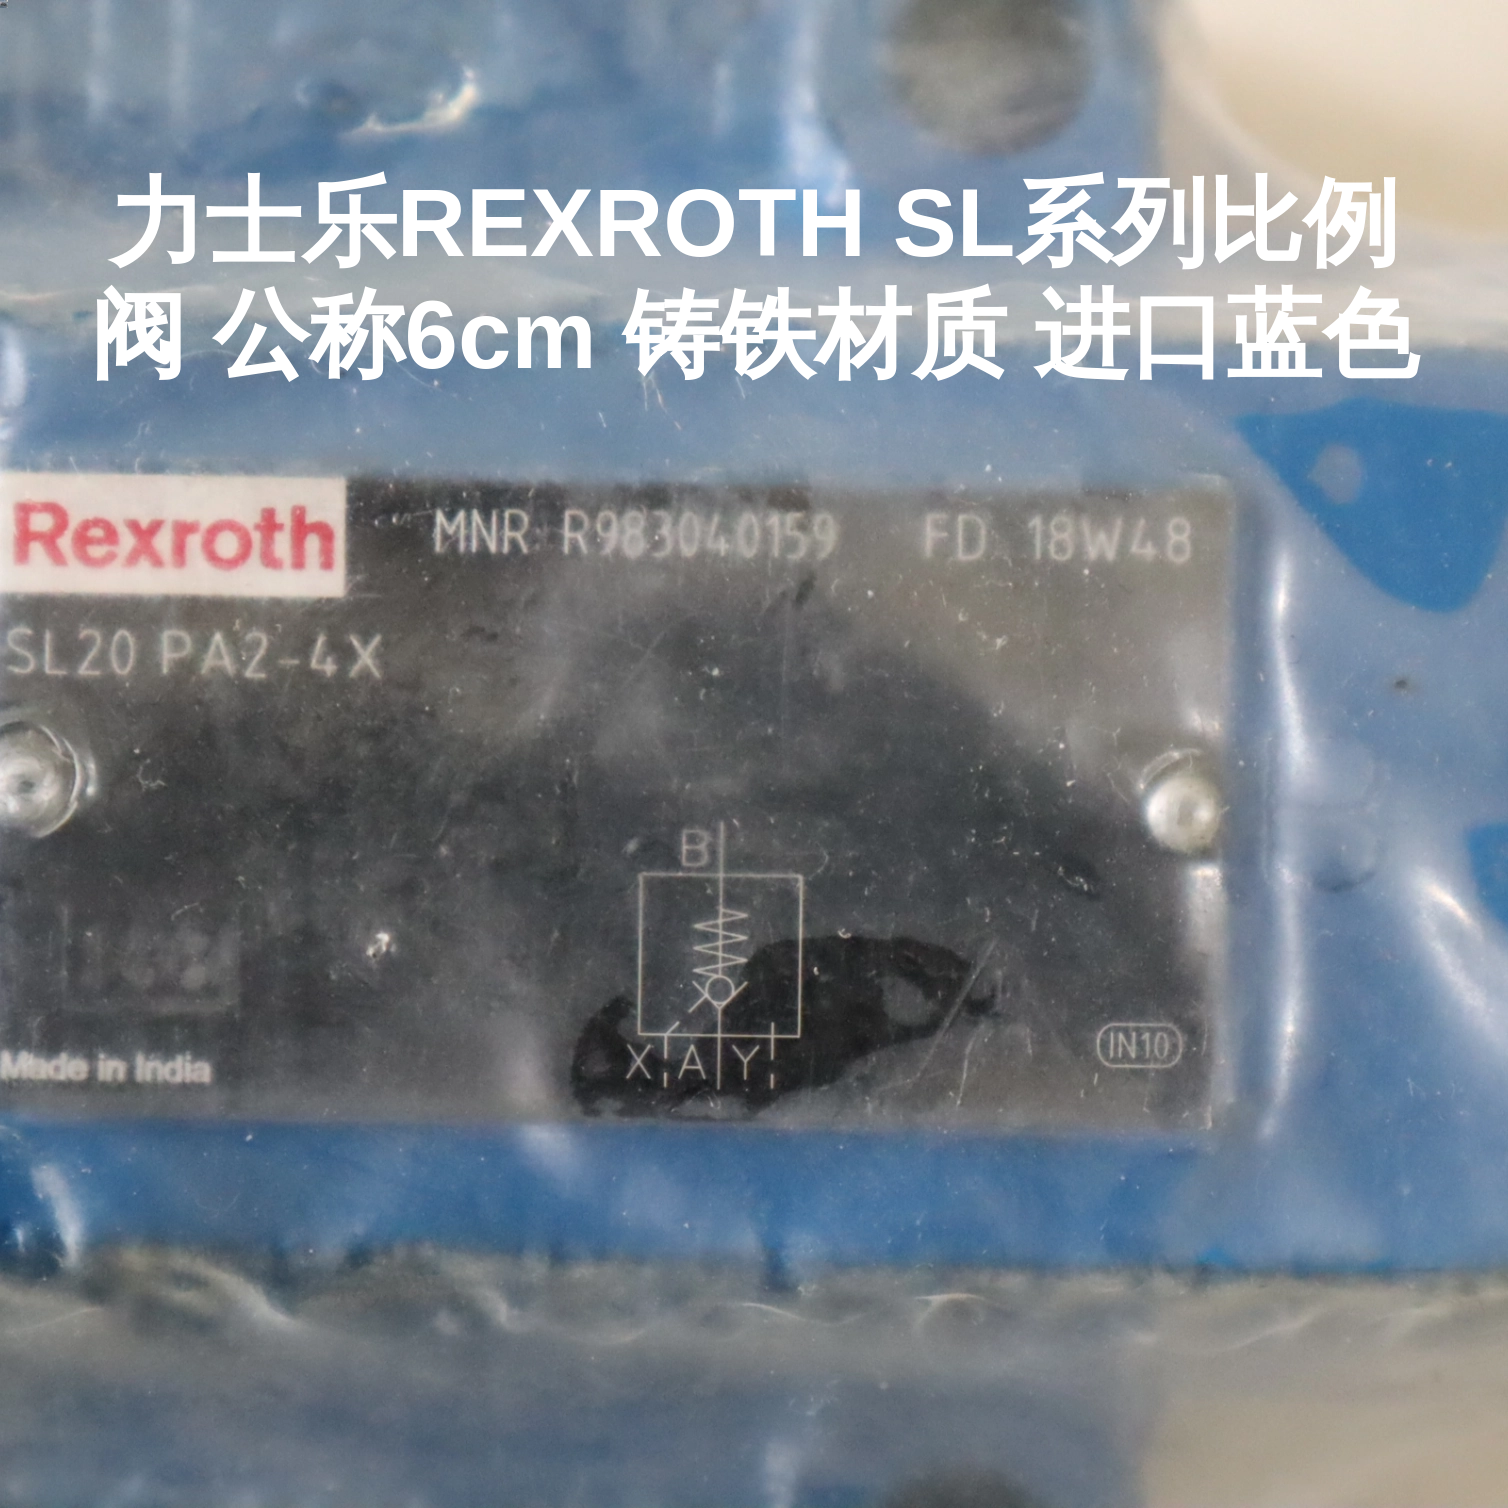 力士乐REXROTH SL系列比例
阀 公称6cm 铸铁材质 进口蓝色
Rexroth
MNR R983040159 FD 18W48
SL20 PA2-4X
B
X A Y
IN10
Made in India